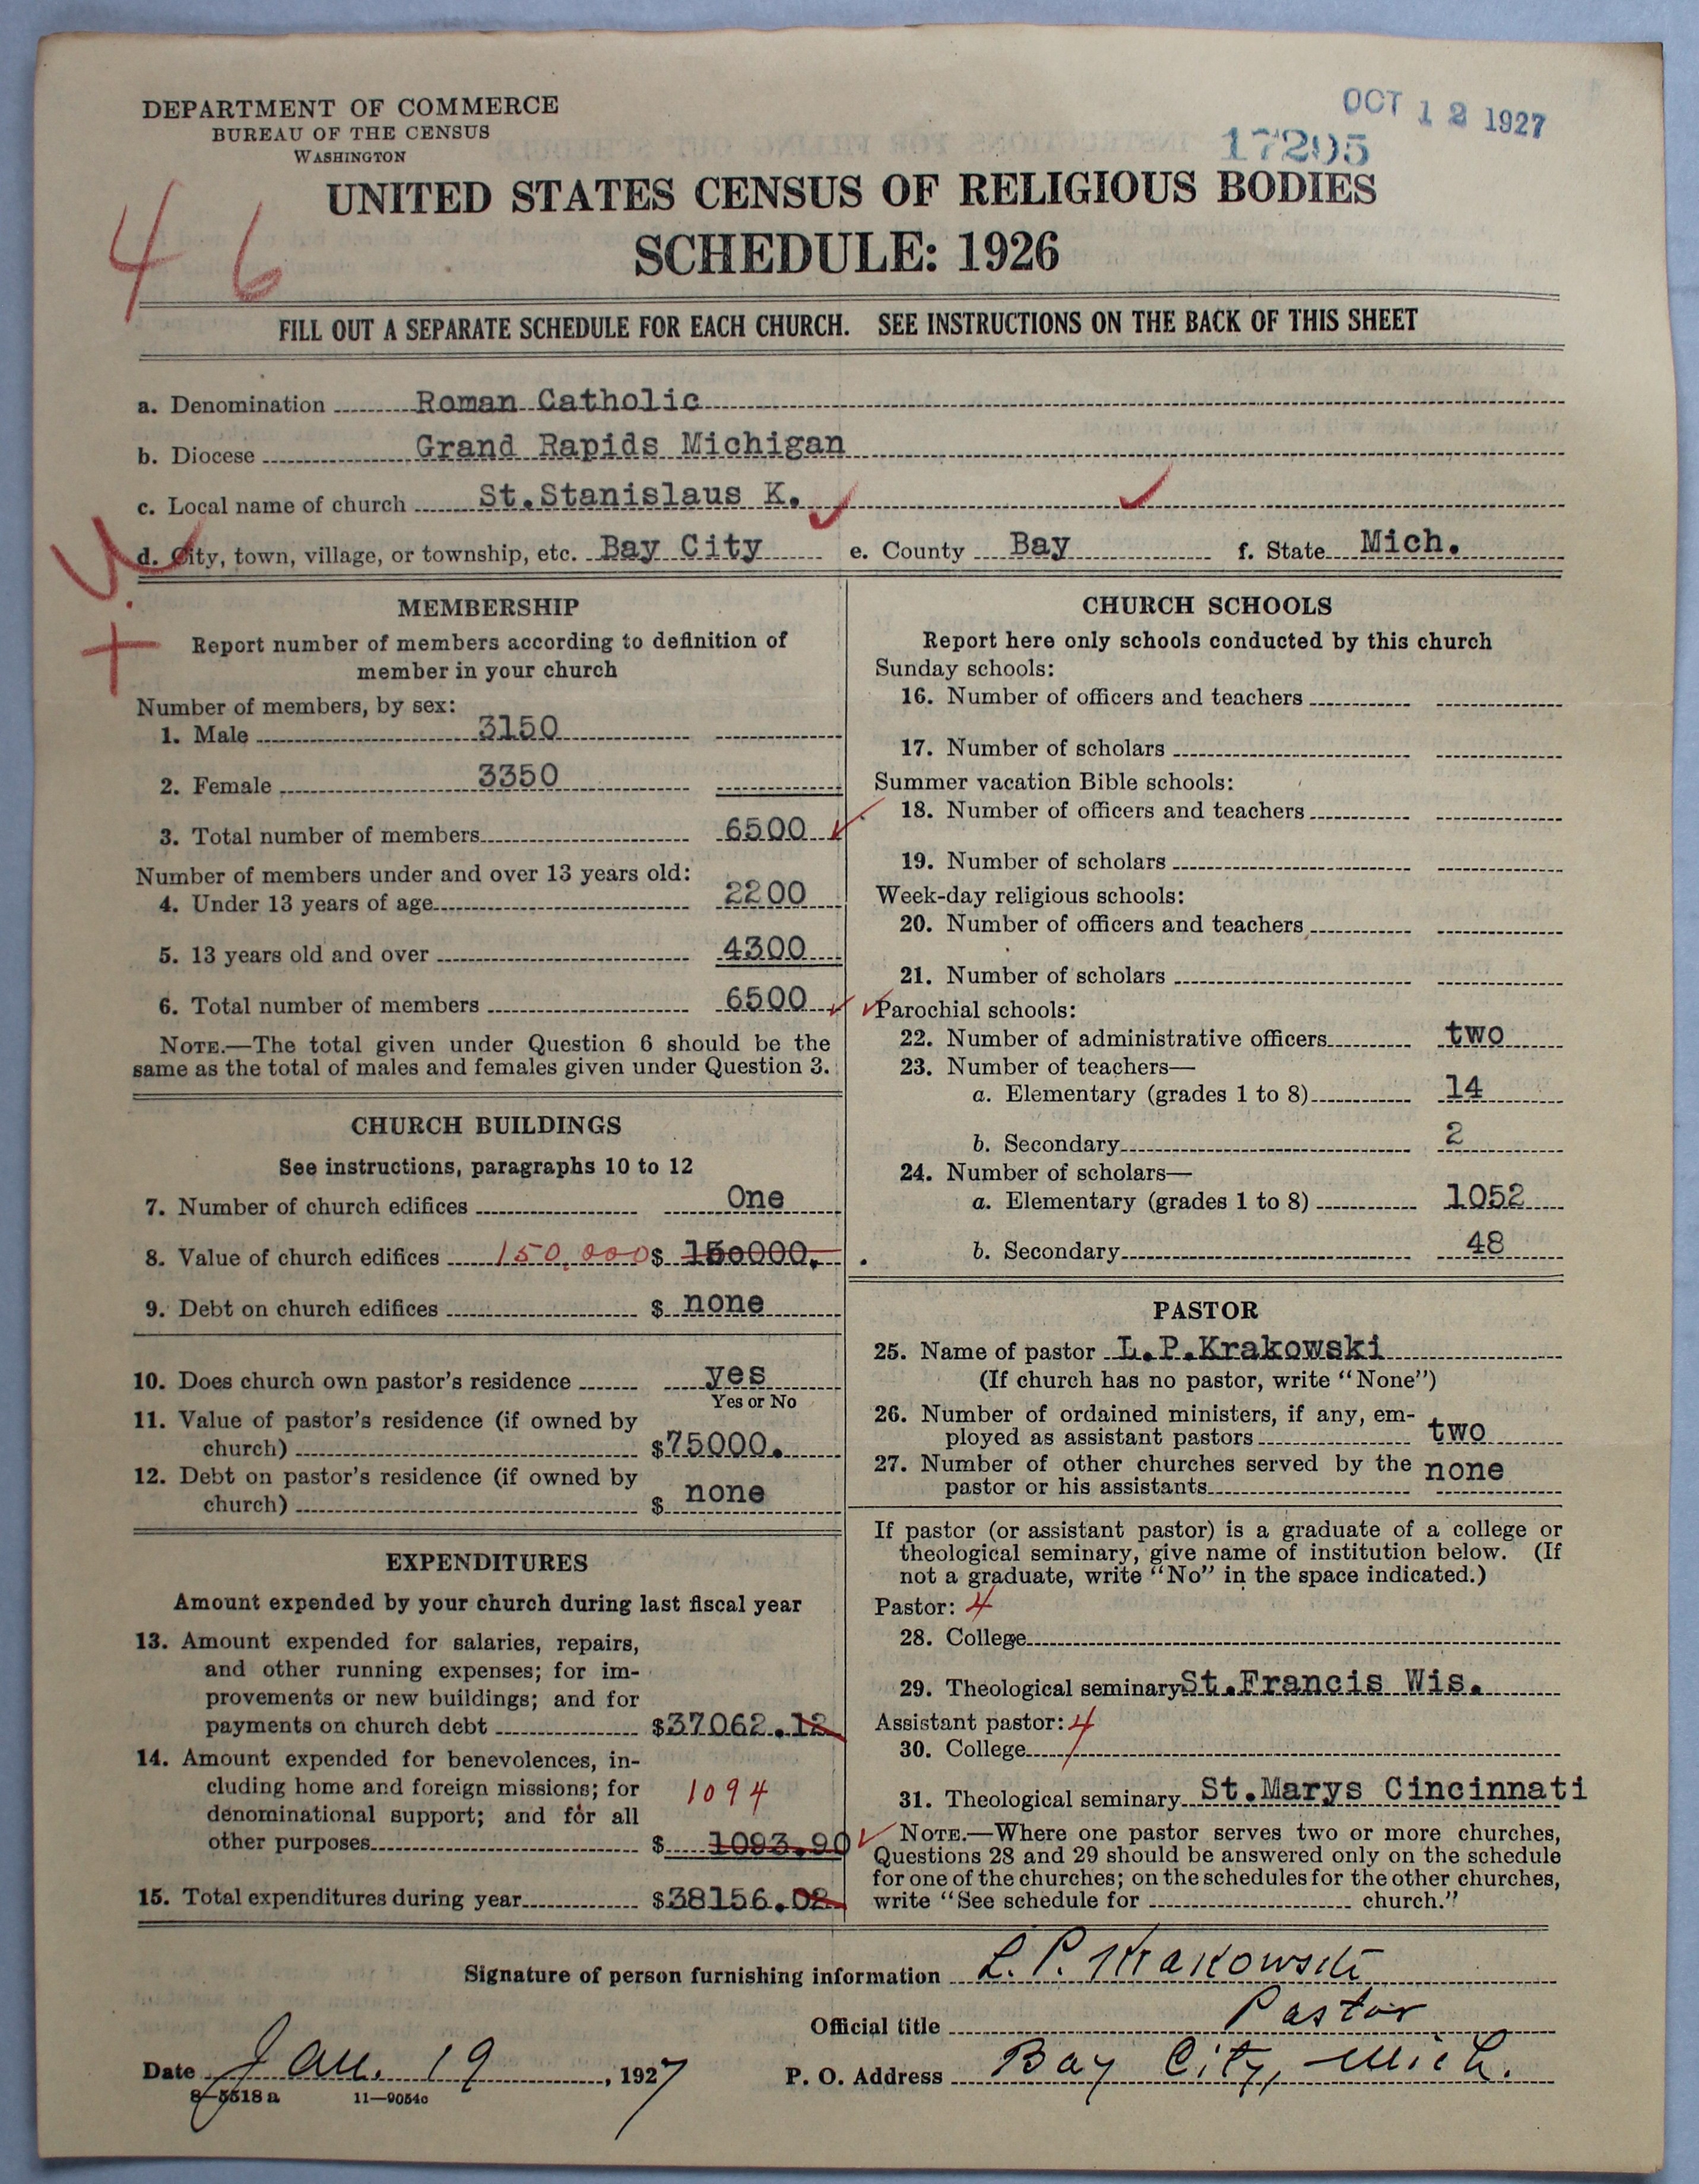 DEPARTMENT OF COMMERCE
BUREAU OF THE CENSUS
WASHINGTON
OCT 12 1927
17295
46
UNITED STATES CENSUS OF RELIGIOUS BODIES
SCHEDULE: 1926
FILL OUT A SEPARATE SCHEDULE FOR EACH CHURCH. SEE INSTRUCTIONS ON THE BACK OF THIS SHEET
a. Denomination Roman Catholic
b. Diocese Grand Rapids Michigan
c. Local name of church St.Stanislaus K.
d. City, town, village, or township, etc. Bay City e. County Bay f. State Mich.
MEMBERSHIP
Report number of members according to definition of
member in your church
Number of members, by sex:
1. Male 3150
2. Female 3350
3. Total number of members 6500
Number of members under and over 13 years old:
4. Under 13 years of age 2200
5. 13 years old and over 4300
6. Total number of members 6500
NOTE.—The total given under Question 6 should be the
same as the total of males and females given under Question 3.
CHURCH BUILDINGS
See instructions, paragraphs 10 to 12
7. Number of church edifices One
8. Value of church edifices 150,000 $ 150000.
9. Debt on church edifices $ none
10. Does church own pastor's residence yes
Yes or No
11. Value of pastor's residence (if owned by
church) $75000.
12. Debt on pastor's residence (if owned by
church) $ none
EXPENDITURES
Amount expended by your church during last fiscal year
13. Amount expended for salaries, repairs,
and other running expenses; for im-
provements or new buildings; and for
payments on church debt $37062.12
14. Amount expended for benevolences, in-
cluding home and foreign missions; for
denominational support; and for all
1094
other purposes $ 1093.90
15. Total expenditures during year $38156.02
CHURCH SCHOOLS
Report here only schools conducted by this church
Sunday schools:
16. Number of officers and teachers
17. Number of scholars
Summer vacation Bible schools:
18. Number of officers and teachers
19. Number of scholars
Week-day religious schools:
20. Number of officers and teachers
21. Number of scholars
Parochial schools:
22. Number of administrative officers two
23. Number of teachers—
a. Elementary (grades 1 to 8) 14
b. Secondary 2
24. Number of scholars—
a. Elementary (grades 1 to 8) 1052
b. Secondary 48
PASTOR
25. Name of pastor L.P.Krakowski
(If church has no pastor, write "None")
26. Number of ordained ministers, if any, em-
ployed as assistant pastors two
27. Number of other churches served by the
pastor or his assistants none
If pastor (or assistant pastor) is a graduate of a college or
theological seminary, give name of institution below. (If
not a graduate, write "No" in the space indicated.)
Pastor: 4
28. College
29. Theological seminary St.Francis Wis.
Assistant pastor: 4
30. College
31. Theological seminary St.Marys Cincinnati
NOTE.—Where one pastor serves two or more churches,
Questions 28 and 29 should be answered only on the schedule
for one of the churches; on the schedules for the other churches,
write "See schedule for church."
Signature of person furnishing information L. P. Krakowski
Official title Pastor
Date Jan. 19, 1927 P. O. Address Bay City, Mich.
8—5518 a 11—9054c